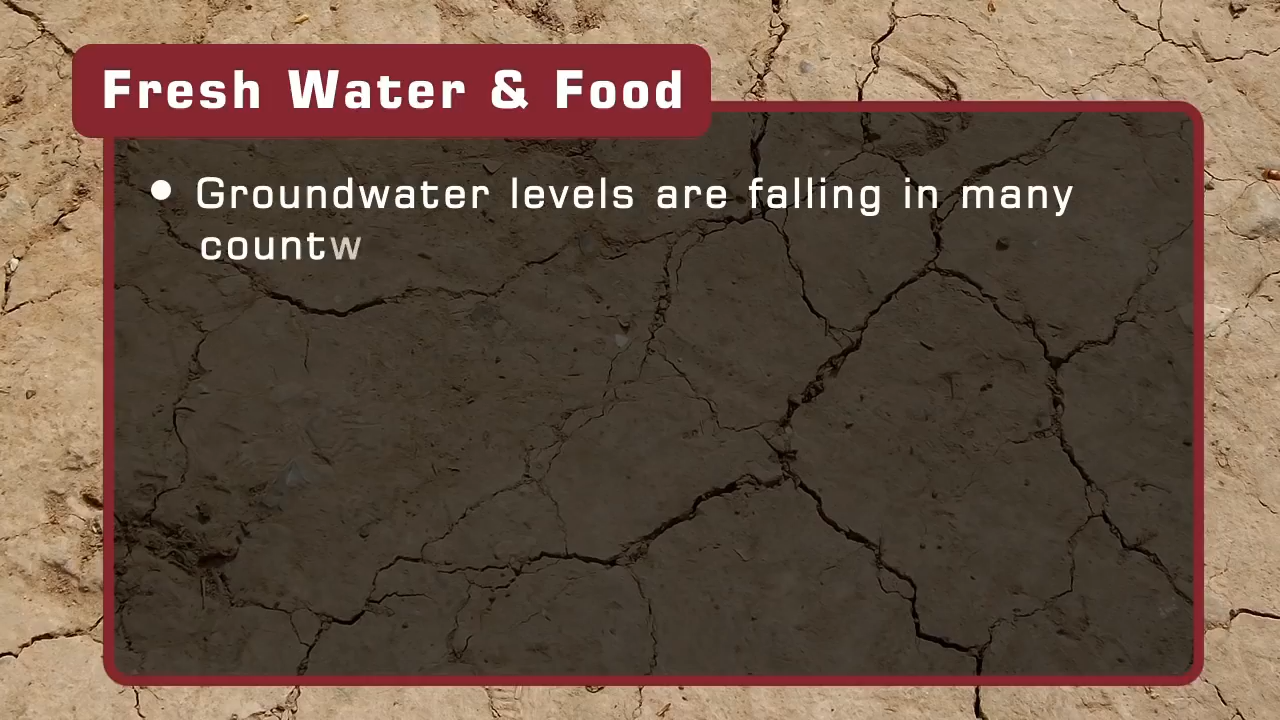 Fresh Water & Food
• Groundwater levels are falling in many
countw